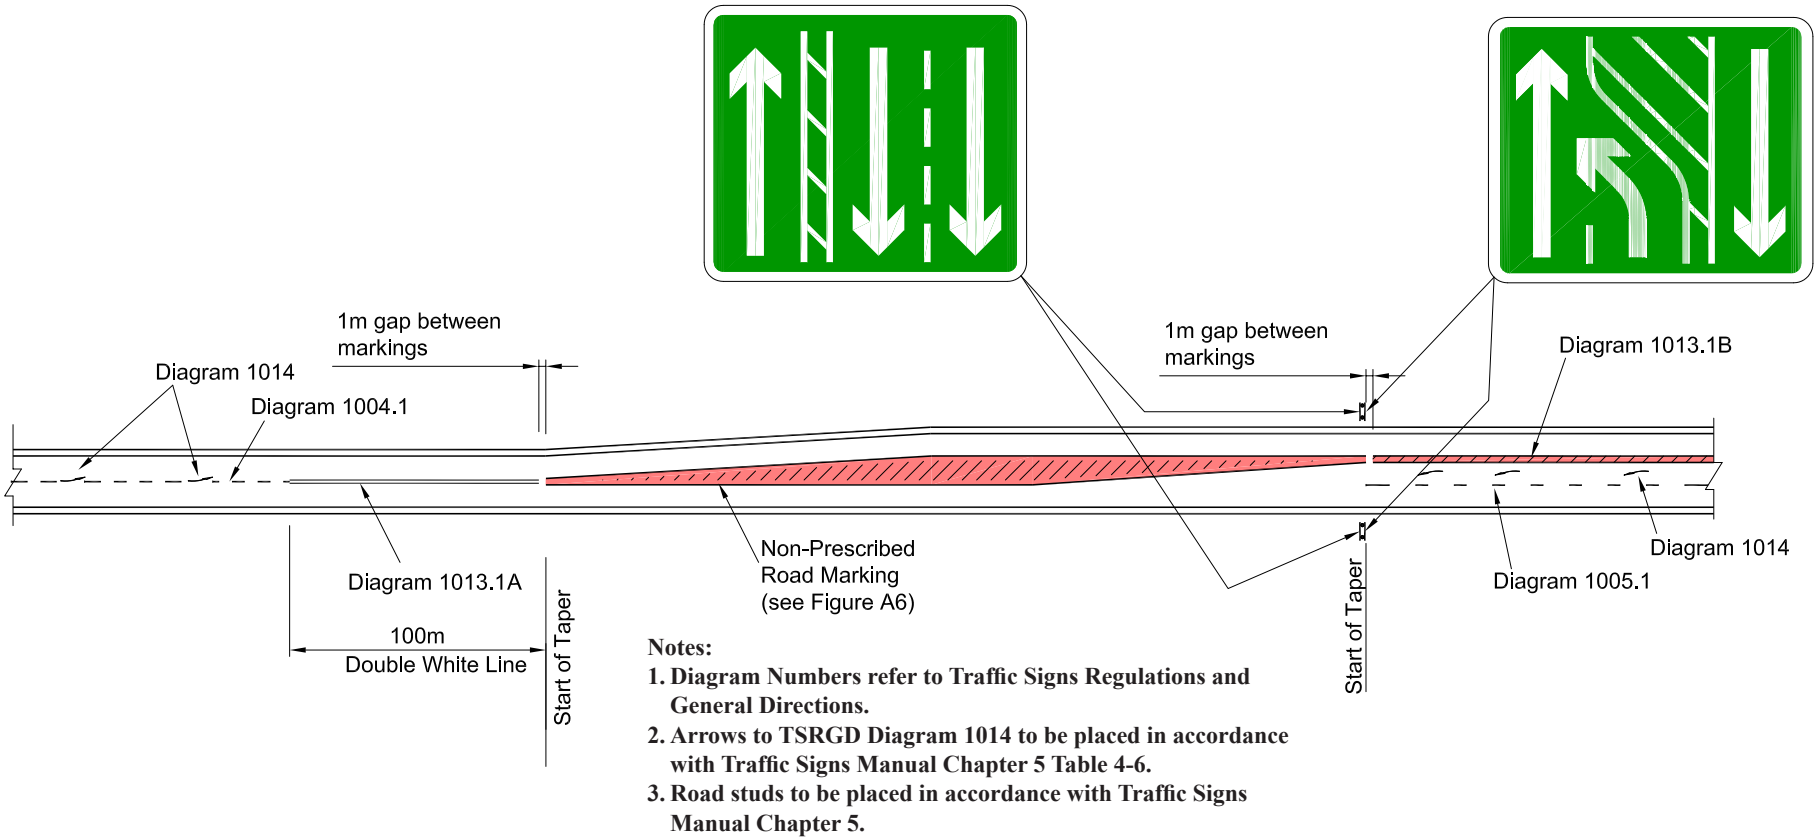 1m gap between
markings
1m gap between
markings
Diagram 1013.1B
Diagram 1014
Diagram 1004.1
Diagram 1013.1A
Non-Prescribed
Road Marking
(see Figure A6)
Diagram 1014
Diagram 1005.1
100m
Double White Line
Start of Taper
Start of Taper
Notes:
1. Diagram Numbers refer to Traffic Signs Regulations and
General Directions.
2. Arrows to TSRGD Diagram 1014 to be placed in accordance
with Traffic Signs Manual Chapter 5 Table 4-6.
3. Road studs to be placed in accordance with Traffic Signs
Manual Chapter 5.